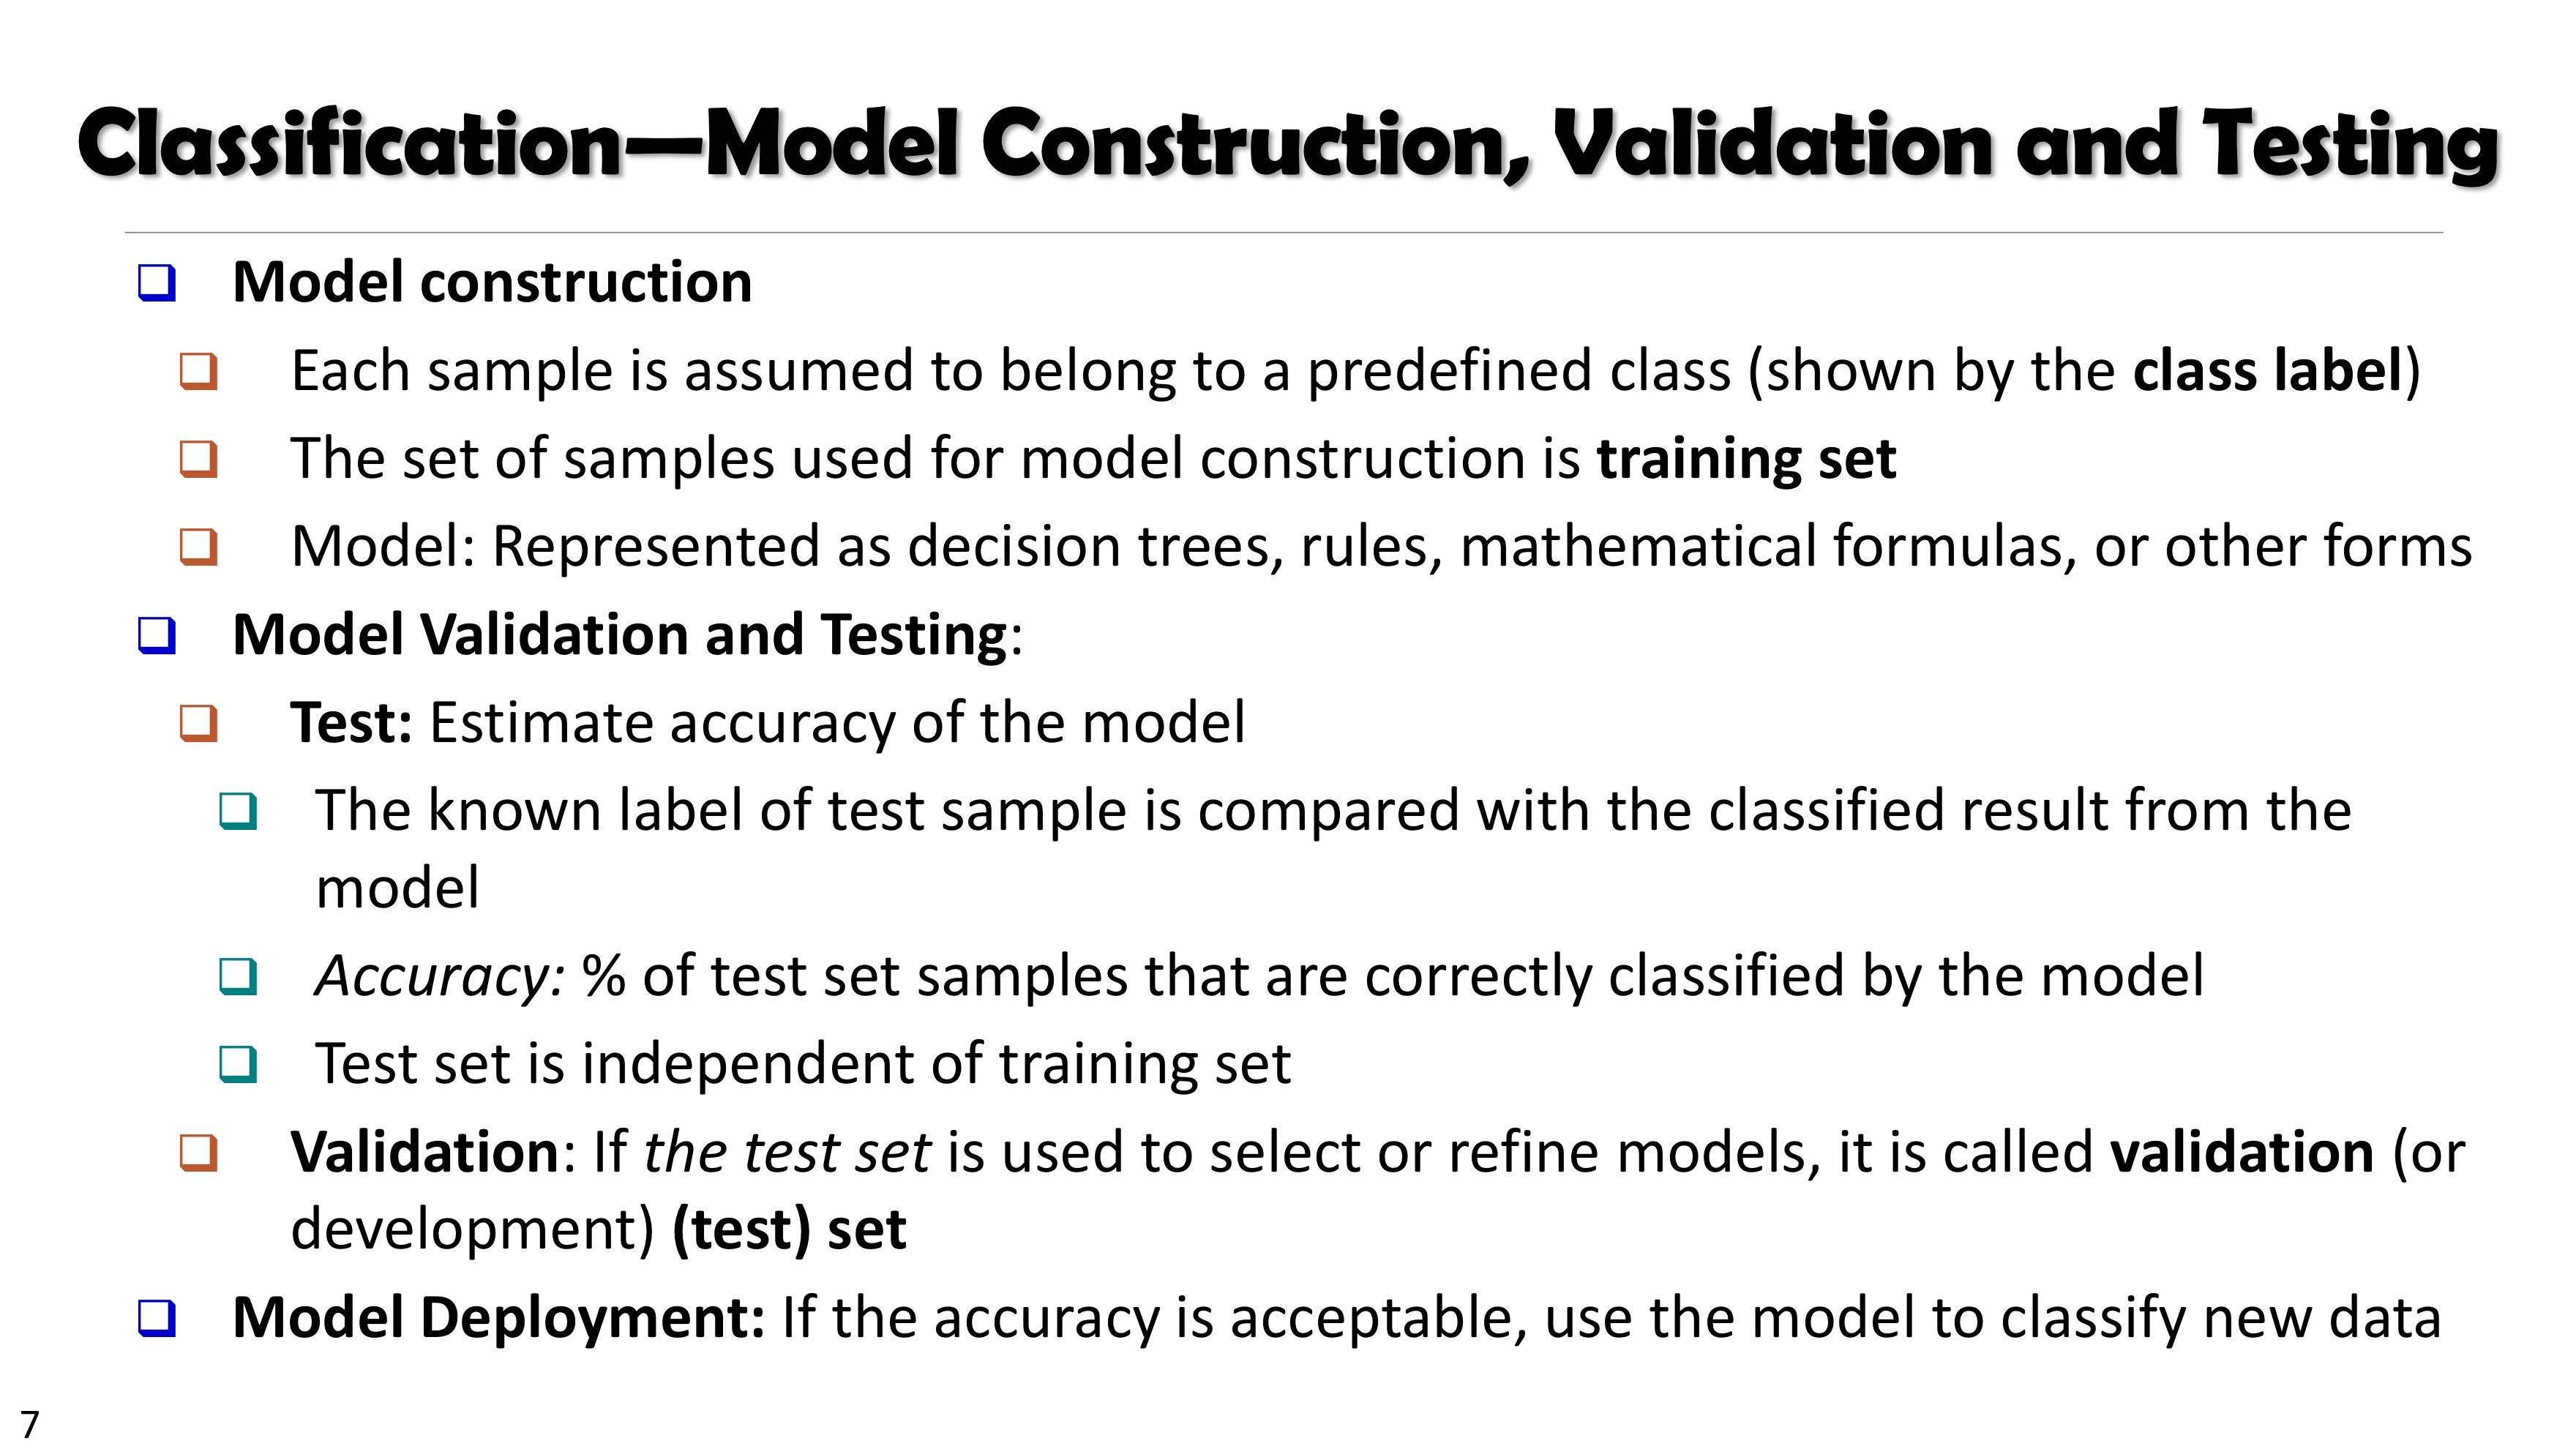 Classification—Model Construction, Validation and Testing
Model construction
Each sample is assumed to belong to a predefined class (shown by the class label)
The set of samples used for model construction is training set
Model: Represented as decision trees, rules, mathematical formulas, or other forms
Model Validation and Testing:
Test: Estimate accuracy of the model
The known label of test sample is compared with the classified result from the
model
Accuracy: % of test set samples that are correctly classified by the model
Test set is independent of training set
Validation: If the test set is used to select or refine models, it is called validation (or
development) (test) set
Model Deployment: If the accuracy is acceptable, use the model to classify new data
7